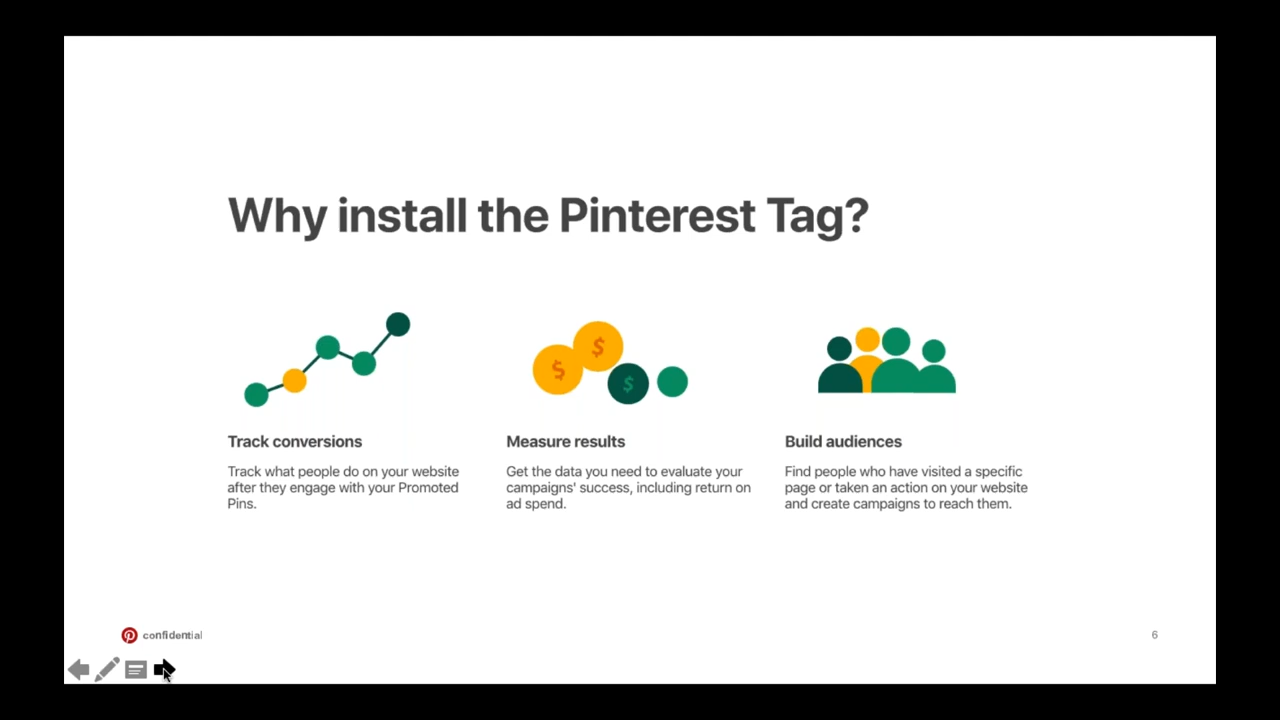 Why install the Pinterest Tag?
$
$
$
Track conversions
Track what people do on your website
after they engage with your Promoted
Pins.
Measure results
Get the data you need to evaluate your
campaigns' success, including return on
ad spend.
Build audiences
Find people who have visited a specific
page or taken an action on your website
and create campaigns to reach them.
confidential
6